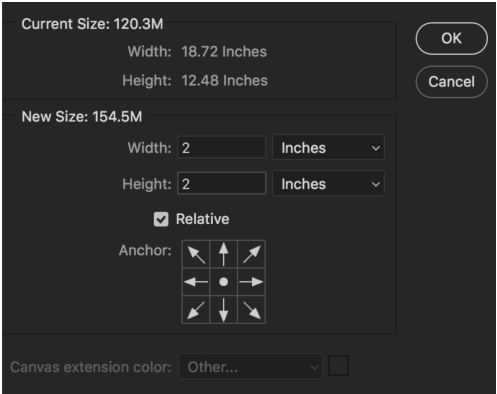 Current Size: 120.3M
OK
Width: 18.72 Inches
Height: 12.48 Inches
Cancel
New Size: 154.5M
Width: 2 Inches
Height: 2 Inches
Relative
Anchor:
Canvas extension color: Other...